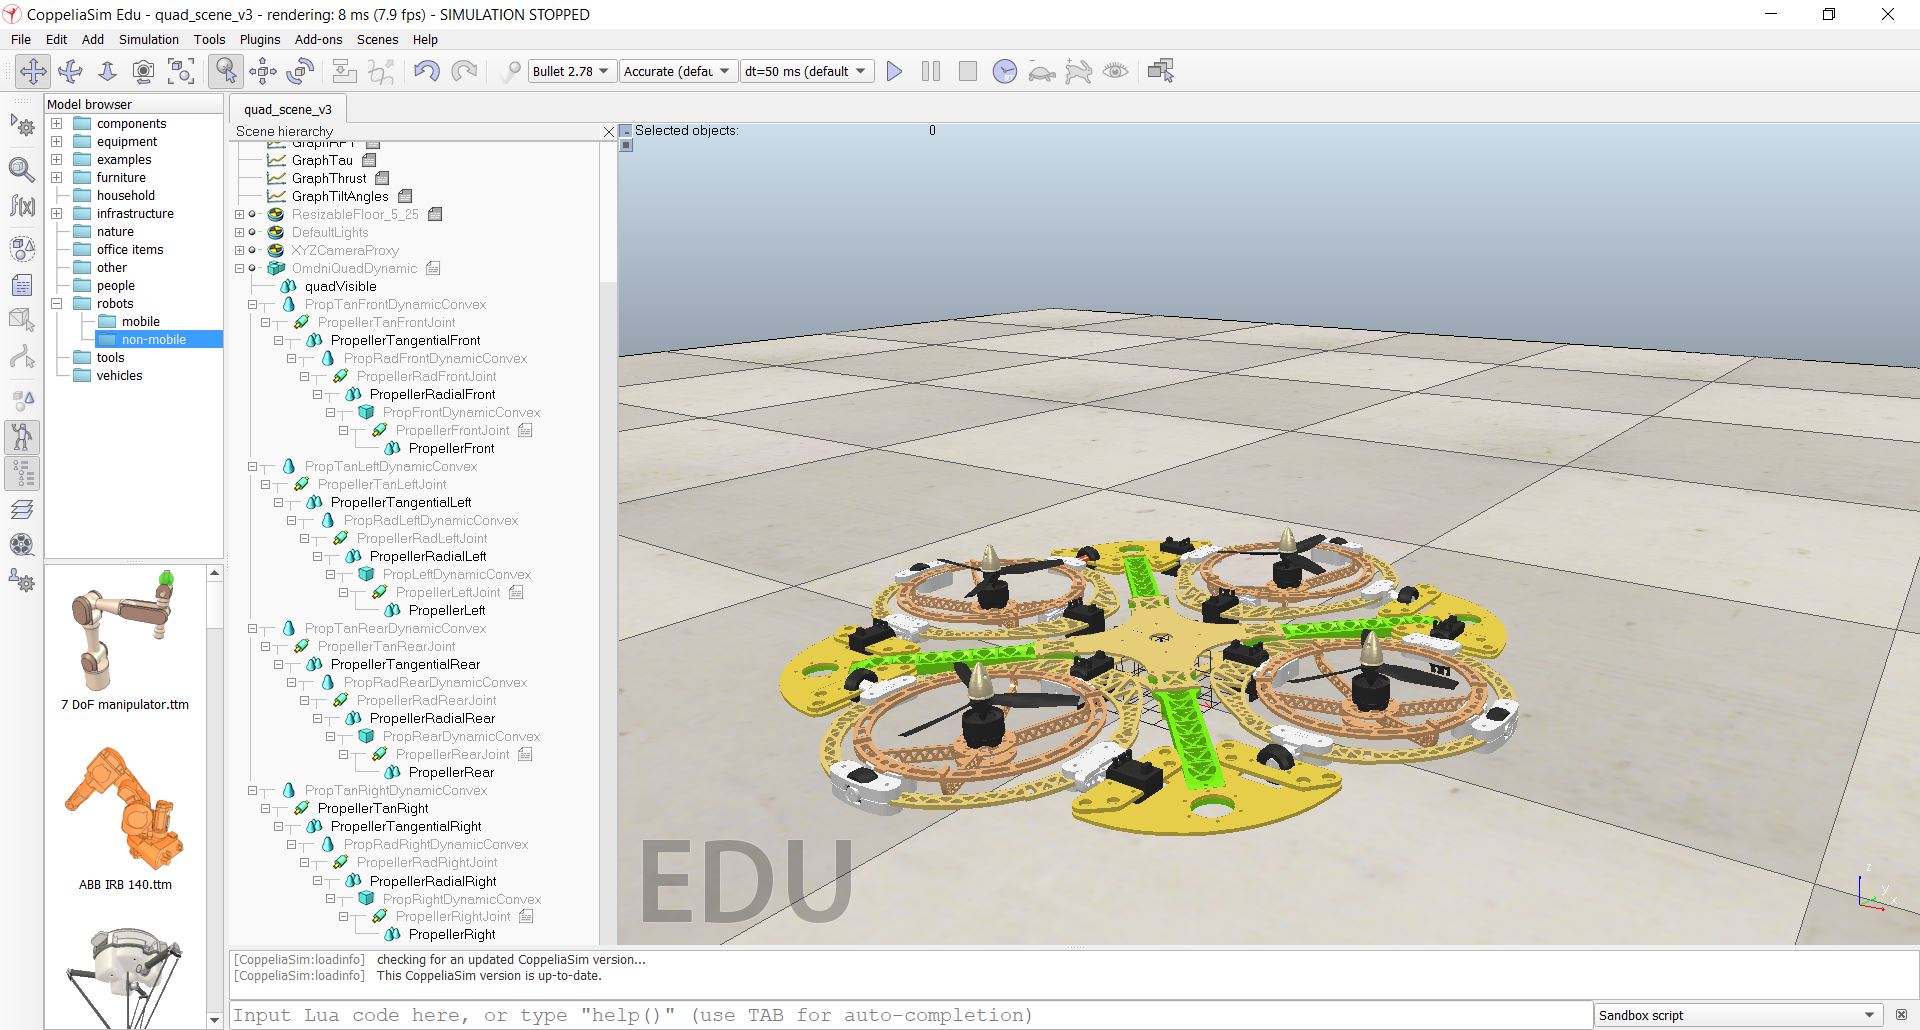 CoppeliaSim Edu - quad_scene_v3 - rendering: 8 ms (7.9 fps) - SIMULATION STOPPED
File Edit Add Simulation Tools Plugins Add-ons Scenes Help
Bullet 2.78 Accurate (defau dt=50 ms (default
Model browser
components
equipment
examples
furniture
household
infrastructure
nature
office items
other
people
robots
mobile
non-mobile
tools
vehicles
7 DoF manipulator.ttm
ABB IRB 140.ttm
quad_scene_v3
Scene hierarchy
GraphTau
GraphThrust
GraphTiltAngles
ResizableFloor_5_25
DefaultLights
XYZCameraProxy
OmdniQuadDynamic
quadVisible
PropTanFrontDynamicConvex
PropellerTanFrontJoint
PropellerTangentialFront
PropRadFrontDynamicConvex
PropellerRadFrontJoint
PropellerRadialFront
PropFrontDynamicConvex
PropellerFrontJoint
PropellerFront
PropTanLeftDynamicConvex
PropellerTanLeftJoint
PropellerTangentialLeft
PropRadLeftDynamicConvex
PropellerRadLeftJoint
PropellerRadialLeft
PropLeftDynamicConvex
PropellerLeftJoint
PropellerLeft
PropTanRearDynamicConvex
PropellerTanRearJoint
PropellerTangentialRear
PropRadRearDynamicConvex
PropellerRadRearJoint
PropellerRadialRear
PropRearDynamicConvex
PropellerRearJoint
PropellerRear
PropTanRightDynamicConvex
PropellerTanRight
PropellerTangentialRight
PropRadRightDynamicConvex
PropellerRadRightJoint
PropellerRadialRight
PropRightDynamicConvex
PropellerRightJoint
PropellerRight
Selected objects: 0
EDU
z
y
x
[CoppeliaSim:loadinfo] checking for an updated CoppeliaSim version...
[CoppeliaSim:loadinfo] This CoppeliaSim version is up-to-date.
Input Lua code here, or type "help()" (use TAB for auto-completion)
Sandbox script